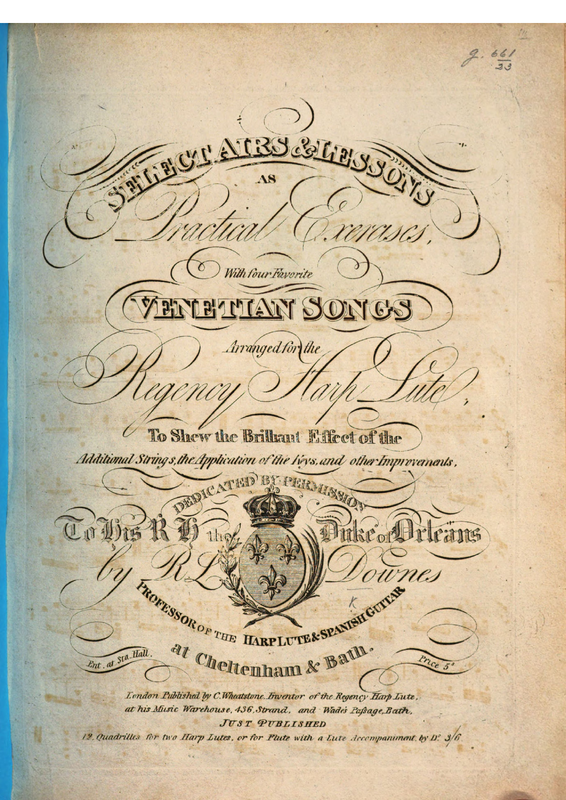 g. 661
33
SELECT AIRS & LESSONS
AS
Practical Exercises,
With four Favorite
VENETIAN SONGS
Arranged for the
Regency Harp Lute,
To Shew the Brilliant Effect of the
Additional Strings, the Application of the Keys, and other Improvements,
DEDICATED BY PERMISSION
To His R H the Duke of Orleans
by R L Downes
PROFESSOR OF THE HARP LUTE & SPANISH GUITAR
at Cheltenham & Bath.
Ent. at Sta. Hall.
Price 5s
London Published by C. Wheatstone. Inventor of the Regency Harp Lute,
at his Music Warehouse, 436, Strand, and Wade's Passage, Bath,
JUST PUBLISHED
12 Quadrilles for two Harp Lutes, or for Flute with a Lute Accompaniment, by Do. 3/6